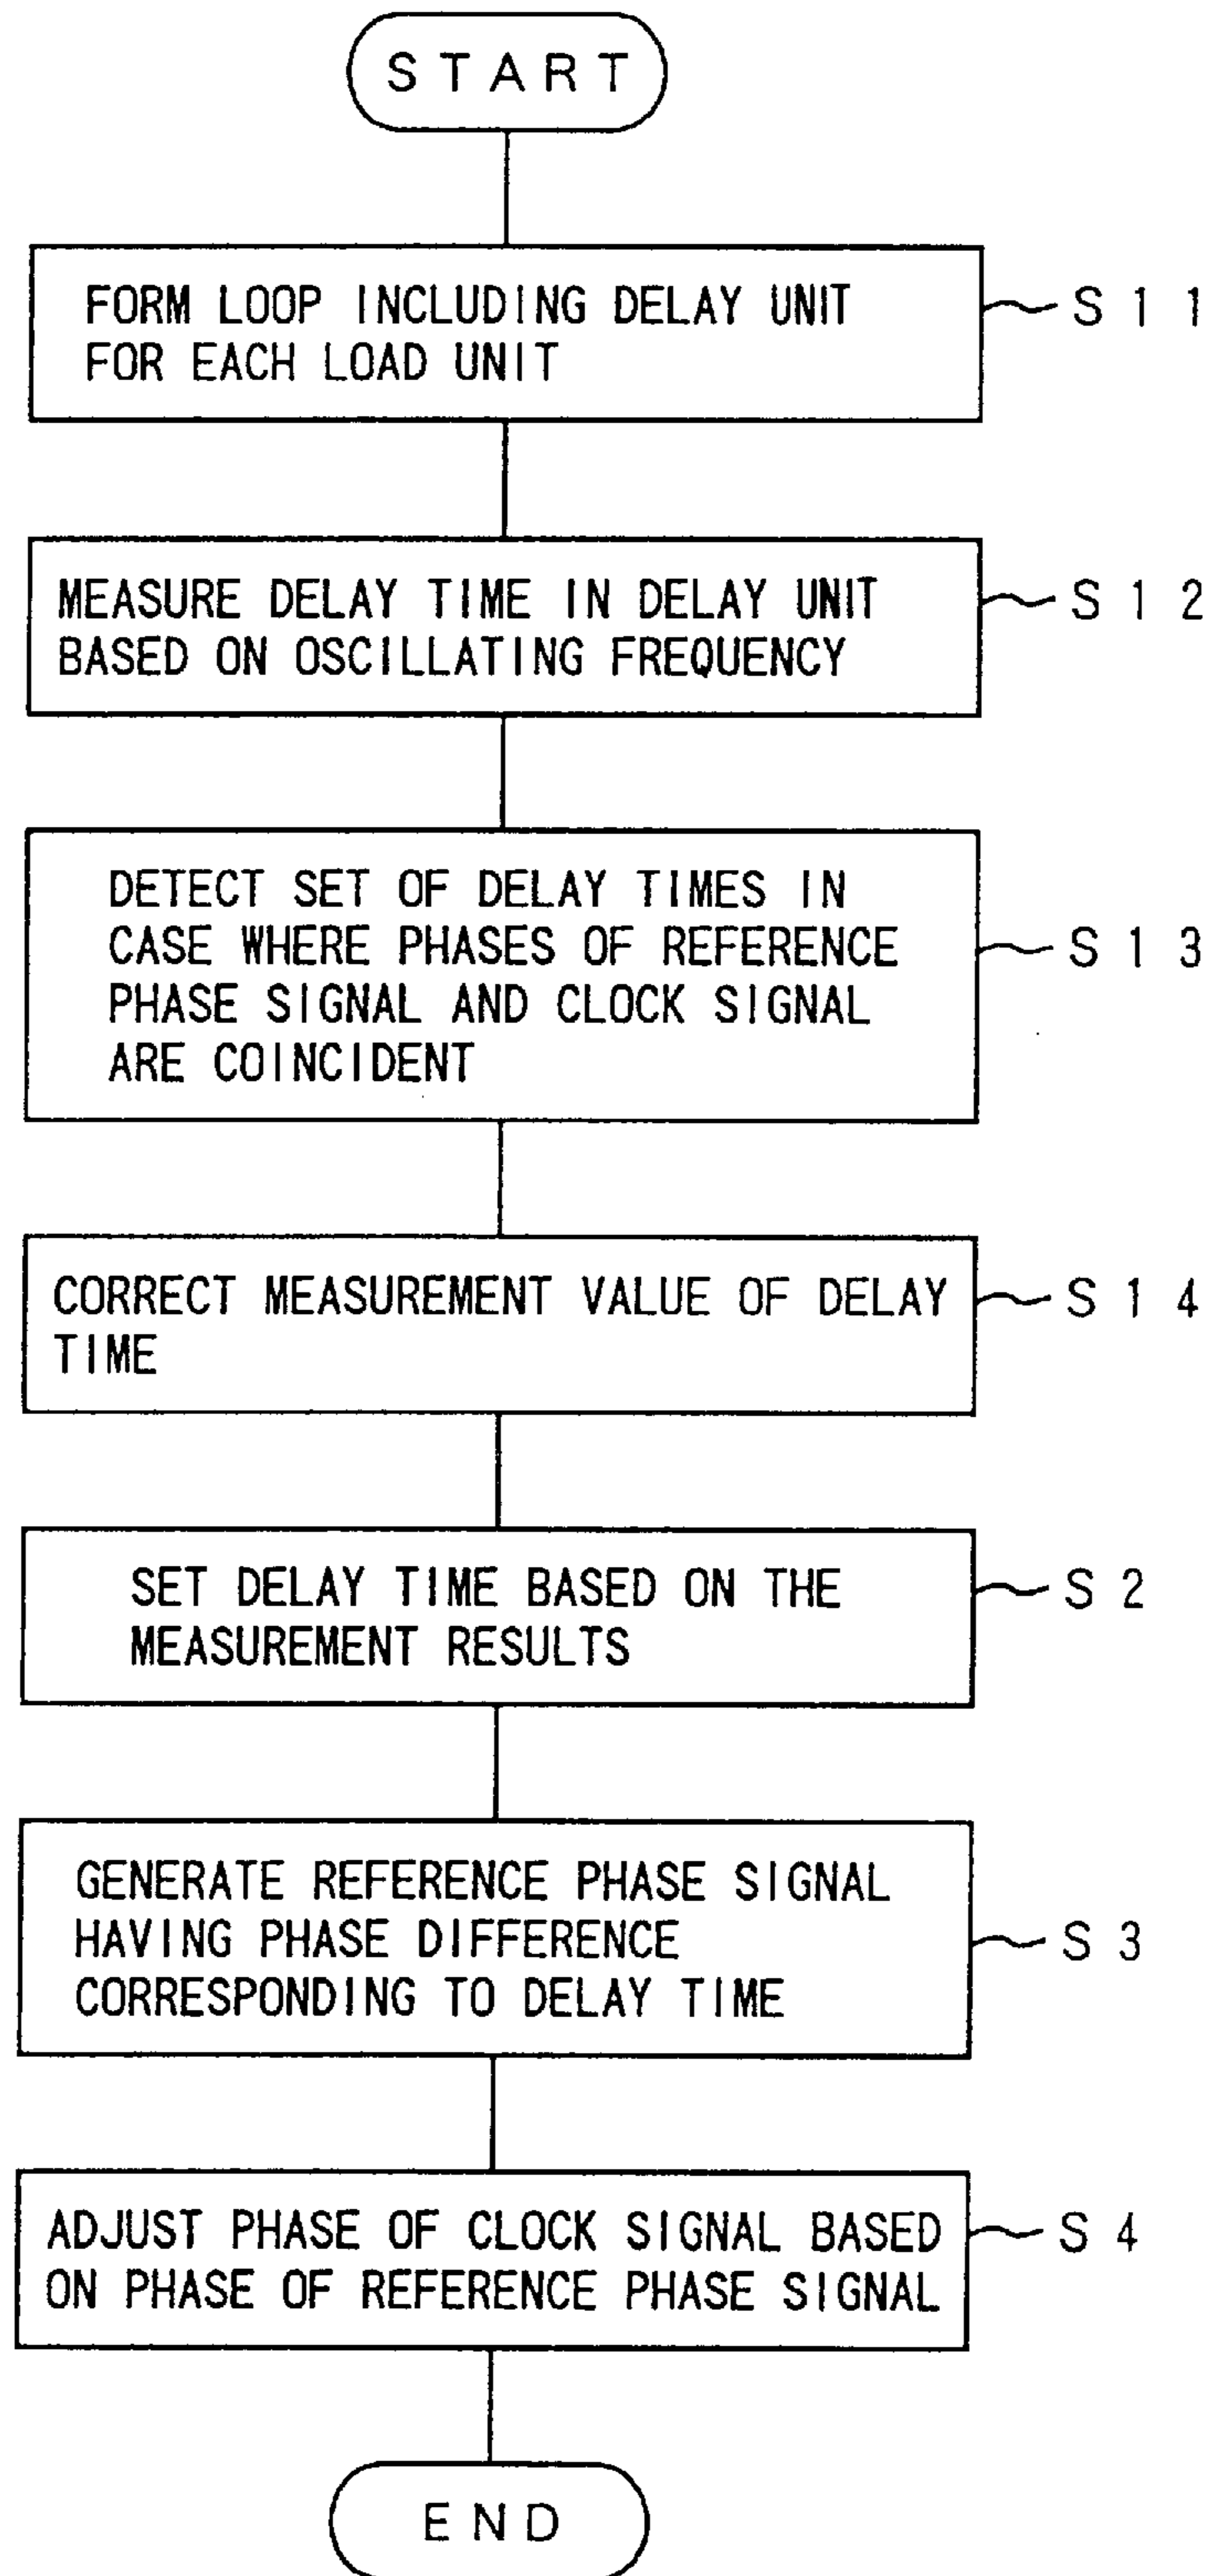 START
FORM LOOP INCLUDING DELAY UNIT
FOR EACH LOAD UNIT
S11
MEASURE DELAY TIME IN DELAY UNIT
BASED ON OSCILLATING FREQUENCY
S12
DETECT SET OF DELAY TIMES IN
CASE WHERE PHASES OF REFERENCE
PHASE SIGNAL AND CLOCK SIGNAL
ARE COINCIDENT
S13
CORRECT MEASUREMENT VALUE OF DELAY
TIME
S14
SET DELAY TIME BASED ON THE
MEASUREMENT RESULTS
S2
GENERATE REFERENCE PHASE SIGNAL
HAVING PHASE DIFFERENCE
CORRESPONDING TO DELAY TIME
S3
ADJUST PHASE OF CLOCK SIGNAL BASED
ON PHASE OF REFERENCE PHASE SIGNAL
S4
END